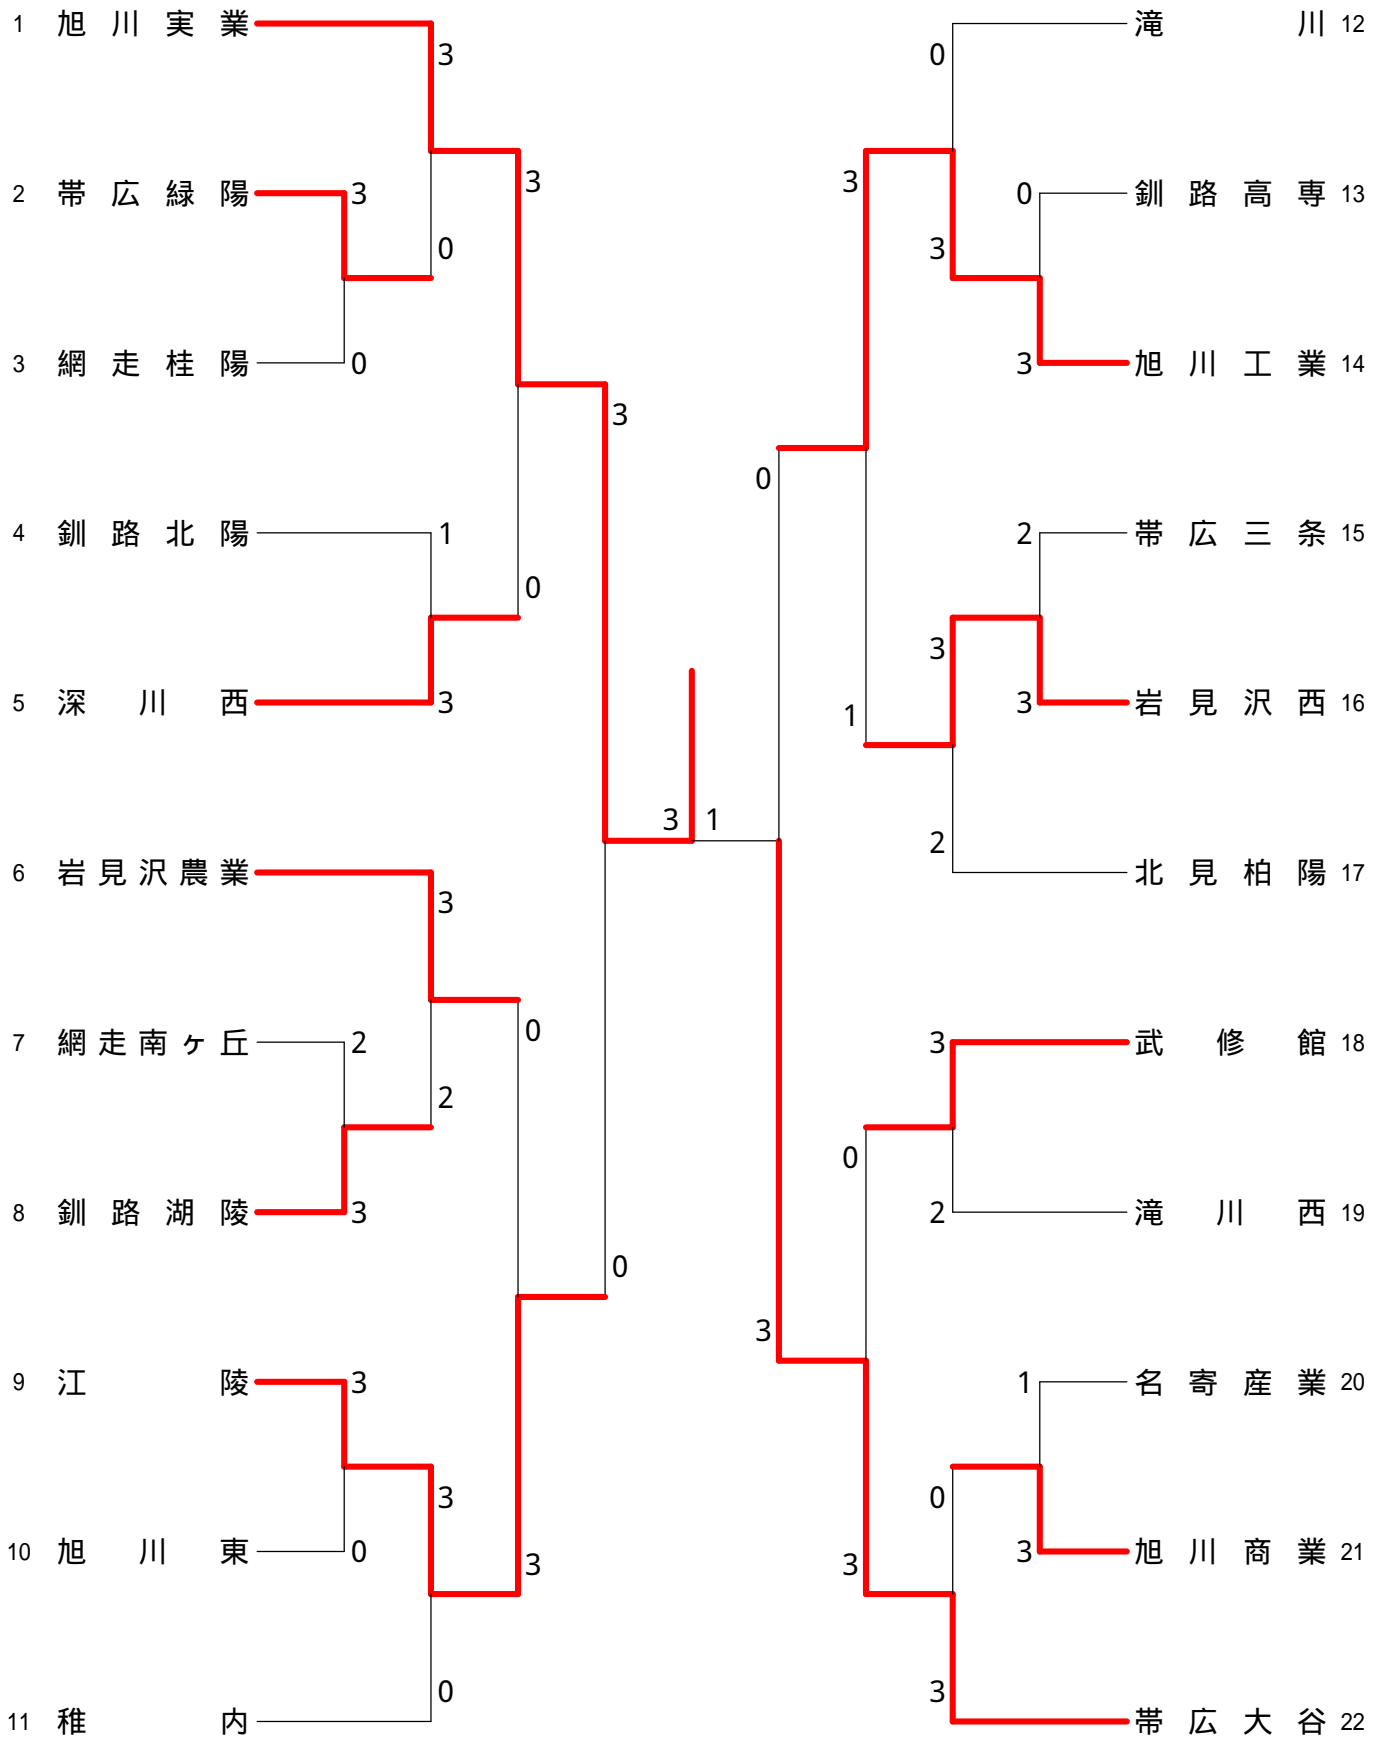 1 旭川実業
3
2 帯広緑陽
3
3
0
3 網走桂陽
0
3
4 釧路北陽
1
0
5 深川西
3
3 1
6 岩見沢農業
3
0
7 網走南ヶ丘
2
2
8 釧路湖陵
3
0
9 江陵
3
3
10 旭川東
0
3
0
11 稚内
滝川 12
0
3
釧路高専 13
0
3
旭川工業 14
3
0
帯広三条 15
2
3
岩見沢西 16
3
1
2
北見柏陽 17
武修館 18
3
0
滝川西 19
2
3
名寄産業 20
1
0
旭川商業 21
3
3
3
帯広大谷 22